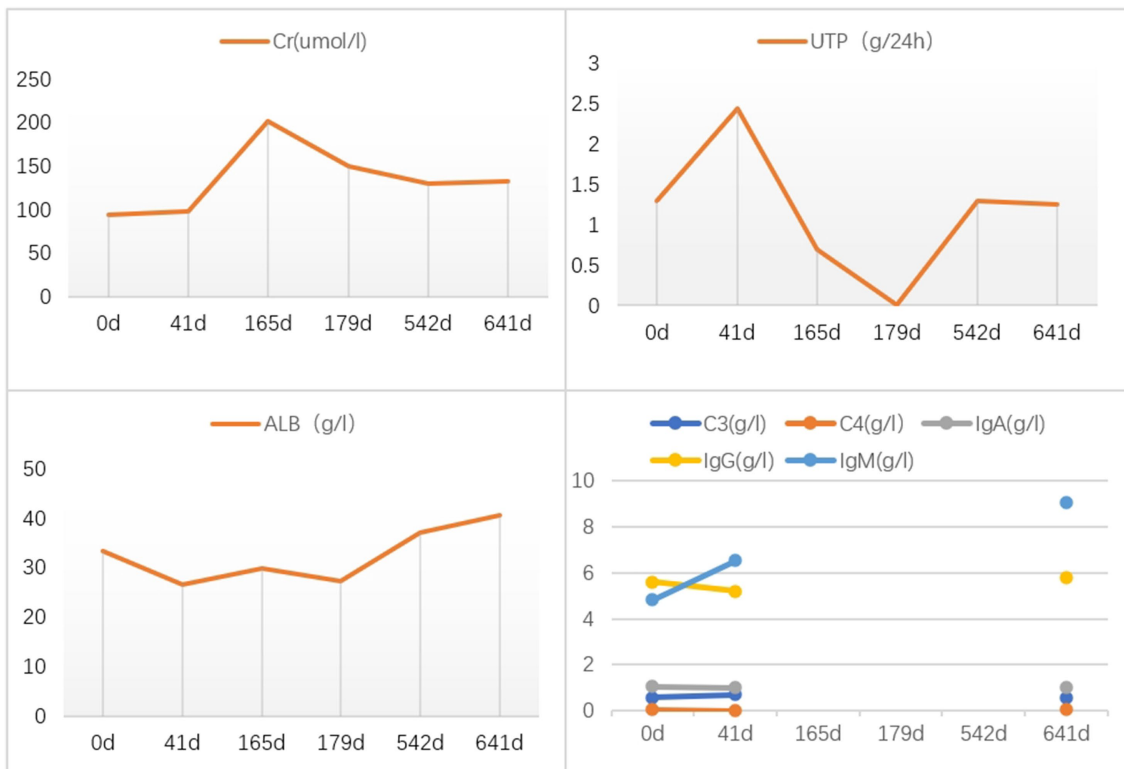 Cr(umol/l)
250
200
150
100
50
0
0d 41d 165d 179d 542d 641d
UTP（g/24h）
3
2.5
2
1.5
1
0.5
0
0d 41d 165d 179d 542d 641d
ALB（g/l）
50
40
30
20
10
0
0d 41d 165d 179d 542d 641d
C3(g/l) C4(g/l） IgA(g/l)
IgG(g/l) IgM(g/l)
10
8
6
4
2
0
0d 41d 165d 179d 542d 641d